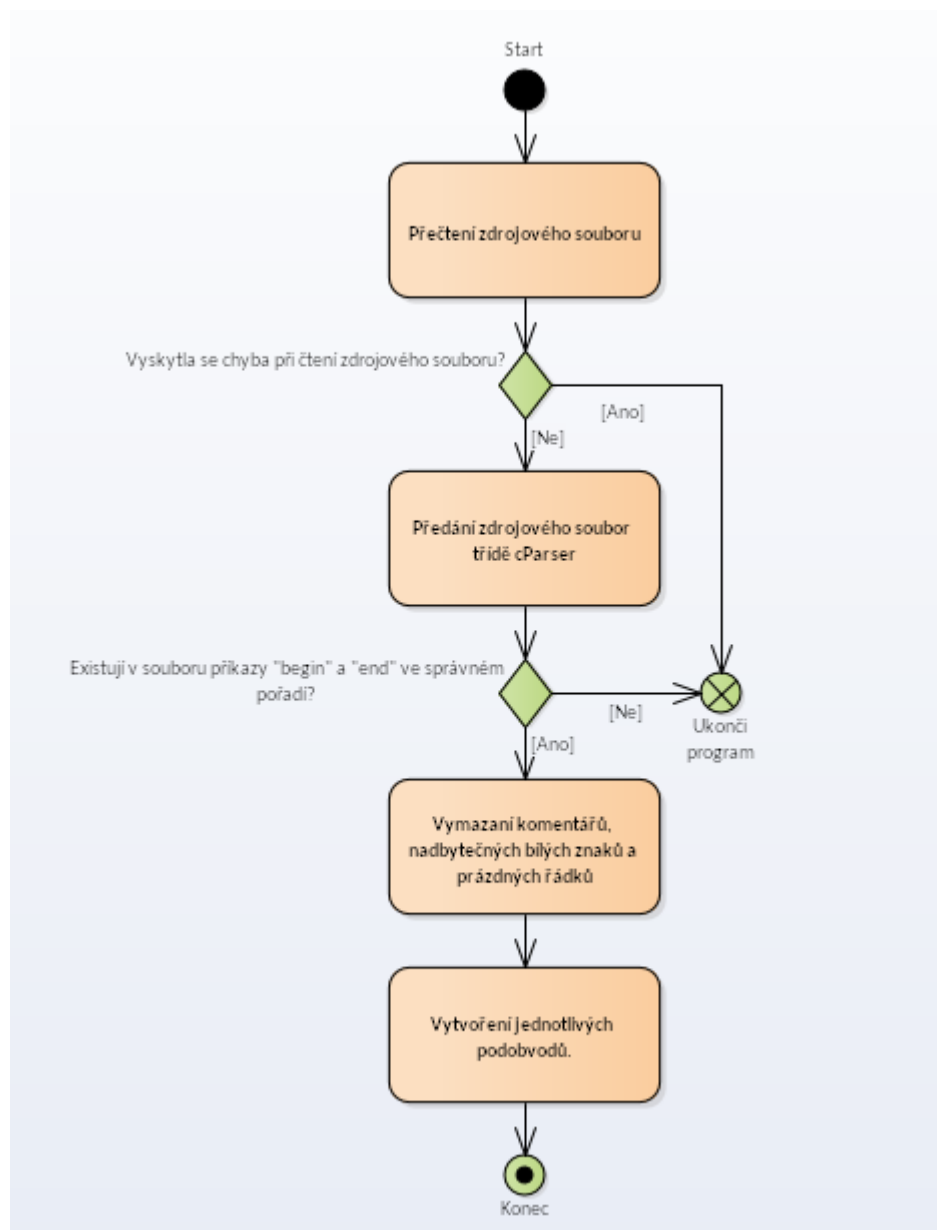 Start
Přečtení zdrojového souboru
Vyskytla se chyba při čtení zdrojového souboru?
[Ano]
[Ne]
Předání zdrojového soubor
třídě cParser
Existují v souboru příkazy "begin" a "end" ve správném
pořadí?
[Ne]
Ukonči
program
[Ano]
Vymazaní komentářů,
nadbytečných bílých znaků a
prázdných řádků
Vytvoření jednotlivých
podobvodů.
Konec